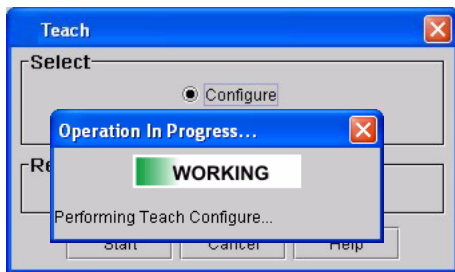 Teach
Select
Configure
Operation In Progress...
WORKING
Performing Teach Configure...
Start Cancel Help